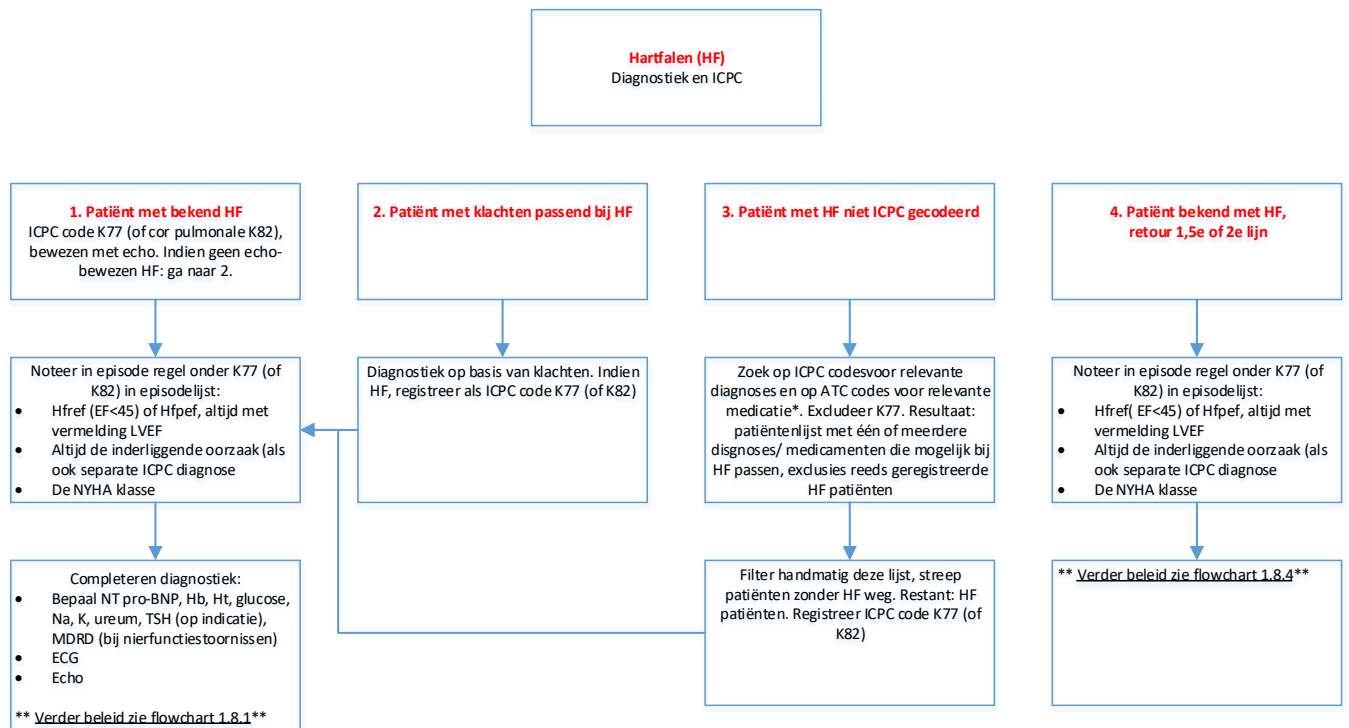 Hartfalen (HF)
Diagnostiek en ICPC
1. Patiënt met bekend HF
ICPC code K77 (of cor pulmonale K82),
bewezen met echo. Indien geen echo-
bewezen HF: ga naar 2.
2. Patiënt met klachten passend bij HF
3. Patiënt met HF niet ICPC gecodeerd
4. Patiënt bekend met HF,
retour 1,5e of 2e lijn
Noteer in episode regel onder K77 (of
K82) in episodelijst:
• Hfref (EF<45) of Hfpef, altijd met
vermelding LVEF
• Altijd de inderliggende oorzaak (als
ook separate ICPC diagnose
• De NYHA klasse
Diagnostiek op basis van klachten. Indien
HF, registreer als ICPC code K77 (of K82)
Zoek op ICPC codesvoor relevante
diagnoses en op ATC codes voor relevante
medicatie*. Excludeer K77. Resultaat:
patiëntenlijst met één of meerdere
disgnoses/ medicamenten die mogelijk bij
HF passen, exclusies reeds geregistreerde
HF patiënten
Noteer in episode regel onder K77 (of
K82) in episodelijst:
• Hfref( EF<45) of Hfpef, altijd met
vermelding LVEF
• Altijd de inderliggende oorzaak (als
ook separate ICPC diagnose
• De NYHA klasse
Completeren diagnostiek:
• Bepaal NT pro-BNP, Hb, Ht, glucose,
Na, K, ureum, TSH (op indicatie),
MDRD (bij nierfunctiestoornissen)
• ECG
• Echo
** Verder beleid zie flowchart 1.8.1**
Filter handmatig deze lijst, streep
patiënten zonder HF weg. Restant: HF
patiënten. Registreer ICPC code K77 (of
K82)
** Verder beleid zie flowchart 1.8.4**